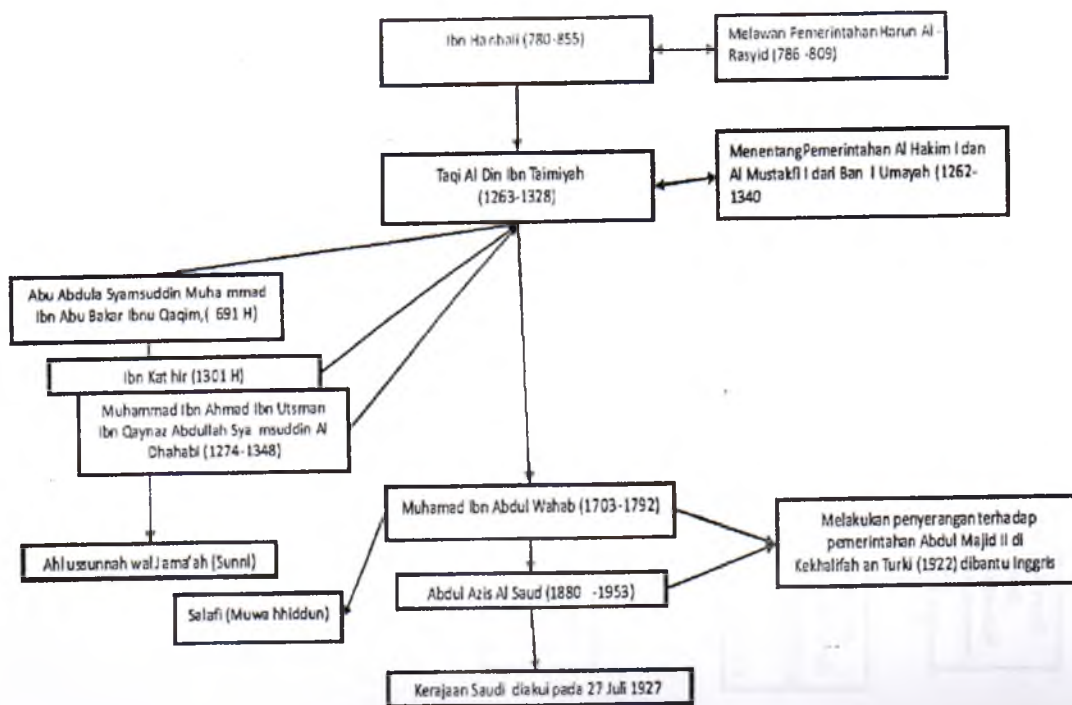 Ibn Hanbali (780-855)
Melawan Pemerintahan Harun Al -
Rasyid (786 -809)
Taqi Al Din Ibn Taimiyah
(1263-1328)
Menentang Pemerintahan Al Hakim I dan
Al Mustakfi I dari Ban I Umayah (1262-
1340
Abu Abdula Syamsuddin Muha mmad
Ibn Abu Bakar Ibnu Qaqim,( 691 H)
Ibn Kat hir (1301 H)
Muhammad Ibn Ahmad Ibn Utsman
Ibn Qaynaz Abdullah Sya msuddin Al
Dhahabi (1274-1348)
Muhamad Ibn Abdul Wahab (1703-1792)
Melakukan penyerangan terhadap
pemerintahan Abdul Majid II di
Kekhalifah an Turki (1922) dibantu Inggris
Ahl ussunnah wal Jama'ah (Sunni)
Abdul Azis Al Saud (1880 -1953)
Salafi (Muwa hhiddun)
Kerajaan Saudi diakui pada 27 Juli 1927